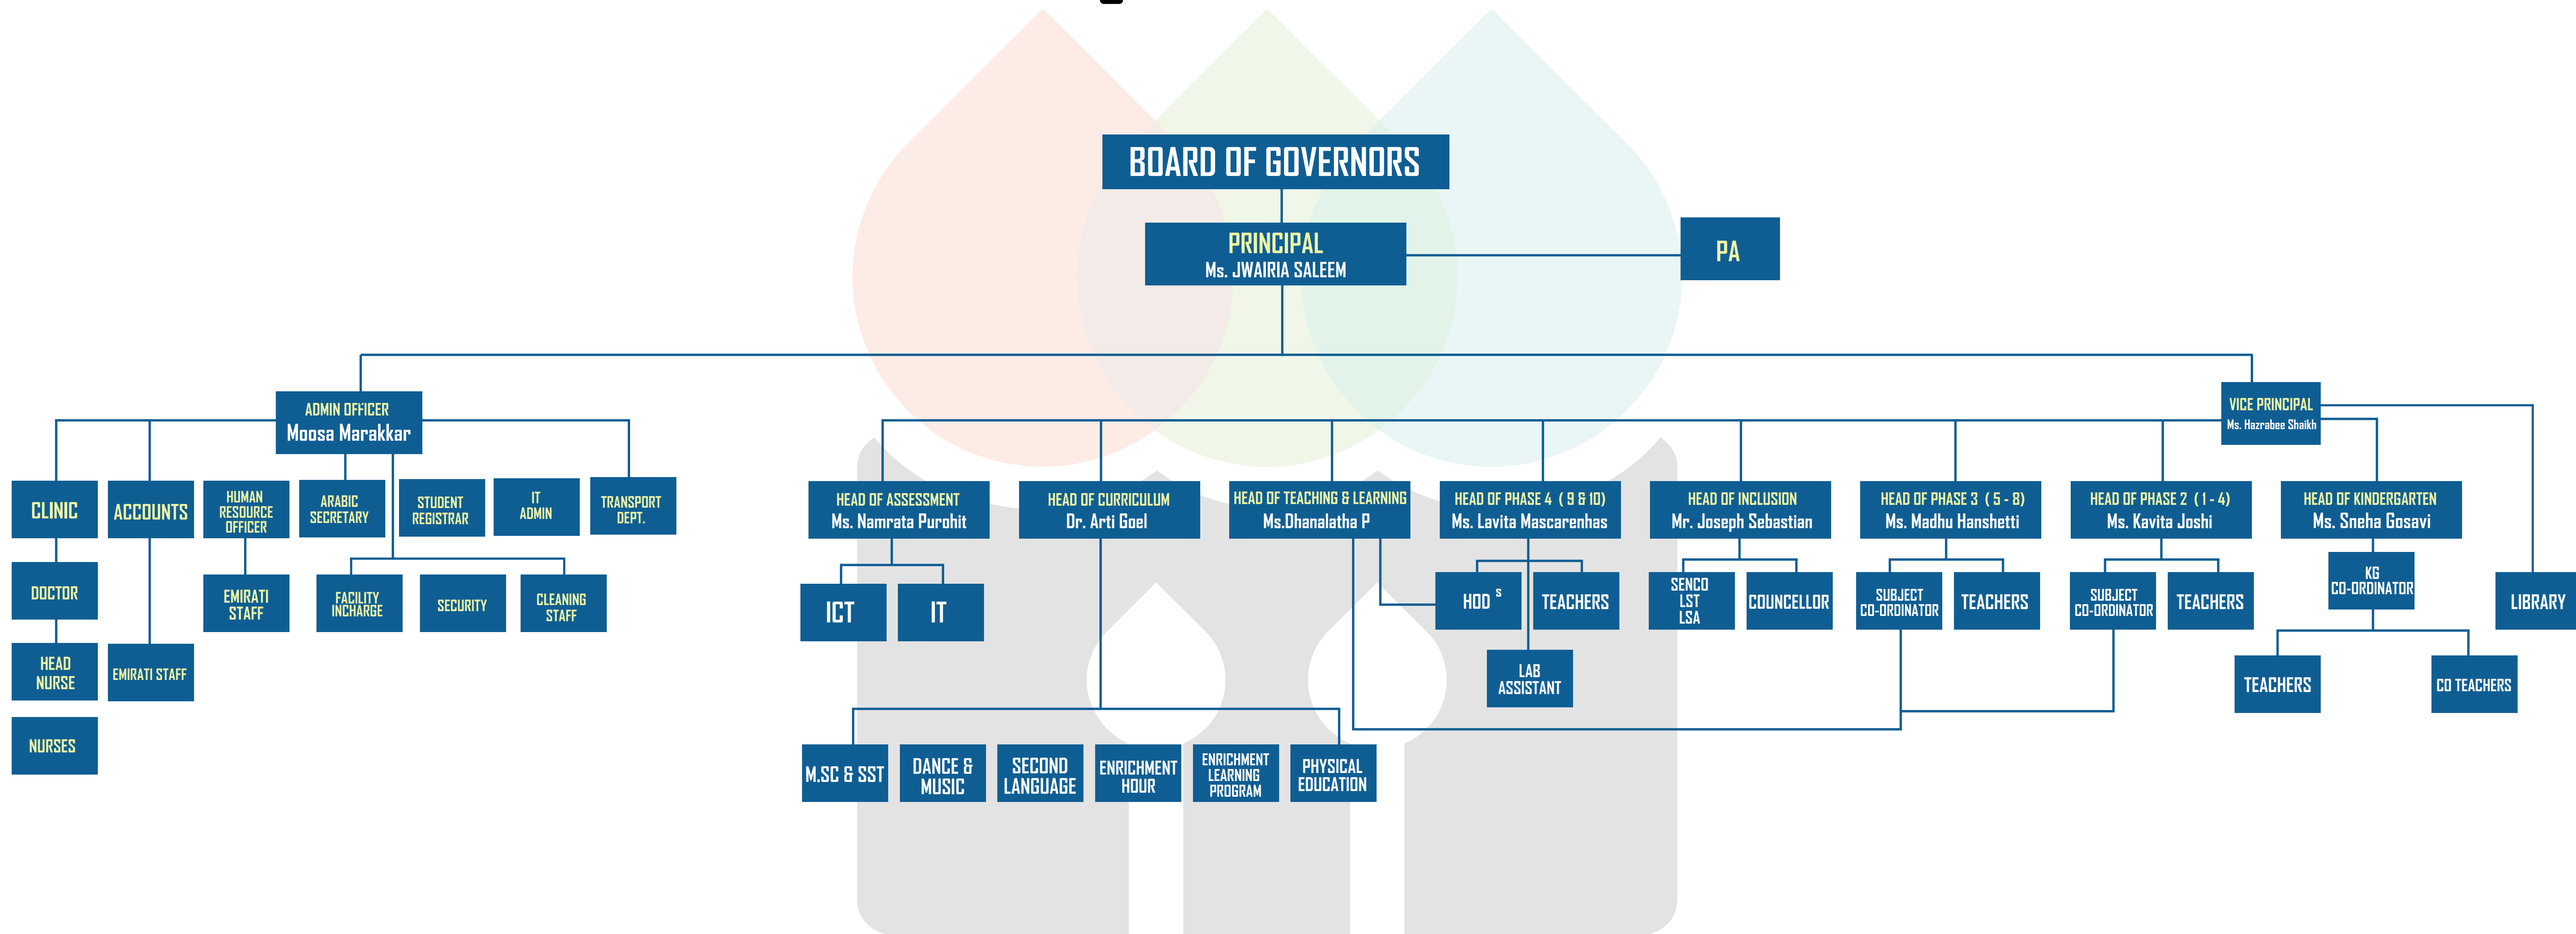 BOARD OF GOVERNORS
PRINCIPAL
Ms. JWAIRIA SALEEM
PA
ADMIN OFFICER
Moosa Marakkar
VICE PRINCIPAL
Ms. Hazrabee Shaikh
CLINIC
ACCOUNTS
HUMAN
RESOURCE
OFFICER
ARABIC
SECRETARY
STUDENT
REGISTRAR
IT
ADMIN
TRANSPORT
DEPT.
HEAD OF ASSESSMENT
Ms. Namrata Purohit
HEAD OF CURRICULUM
Dr. Arti Goel
HEAD OF TEACHING & LEARNING
Ms.Dhanalatha P
HEAD OF PHASE 4 ( 9 & 10)
Ms. Lavita Mascarenhas
HEAD OF INCLUSION
Mr. Joseph Sebastian
HEAD OF PHASE 3 ( 5 - 8)
Ms. Madhu Hanshetti
HEAD OF PHASE 2 ( 1 - 4)
Ms. Kavita Joshi
HEAD OF KINDERGARTEN
Ms. Sneha Gosavi
DOCTOR
EMIRATI
STAFF
FACILITY
INCHARGE
SECURITY
CLEANING
STAFF
ICT
IT
HOD s
TEACHERS
SENCO
LST
LSA
COUNCELLOR
SUBJECT
CO-ORDINATOR
TEACHERS
SUBJECT
CO-ORDINATOR
TEACHERS
KG
CO-ORDINATOR
LIBRARY
HEAD
NURSE
EMIRATI STAFF
LAB
ASSISTANT
TEACHERS
CO TEACHERS
NURSES
M.SC & SST
DANCE &
MUSIC
SECOND
LANGUAGE
ENRICHMENT
HOUR
ENRICHMENT
LEARNING
PROGRAM
PHYSICAL
EDUCATION